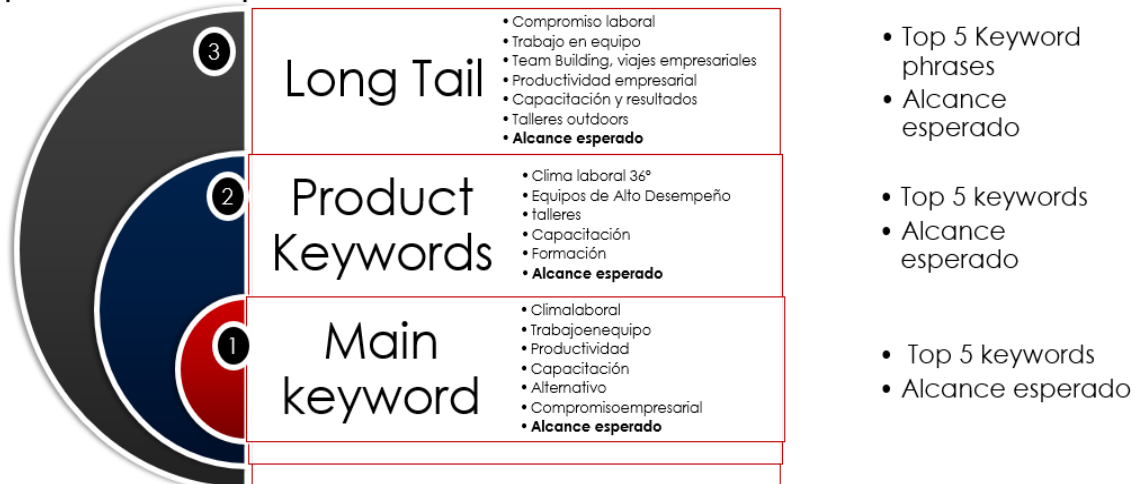 3
Long Tail
• Compromiso laboral
• Trabajo en equipo
• Team Building, viajes empresariales
• Productividad empresarial
• Capacitación y resultados
• Talleres outdoors
• Alcance esperado
• Top 5 Keyword
phrases
• Alcance
esperado
2
Product
Keywords
• Clima laboral 36°
• Equipos de Alto Desempeño
• talleres
• Capacitación
• Formación
• Alcance esperado
• Top 5 keywords
• Alcance
esperado
1
Main
keyword
• Climalaboral
• Trabajoenequipo
• Productividad
• Capacitación
• Alternativo
• Compromisoempresarial
• Alcance esperado
• Top 5 keywords
• Alcance esperado